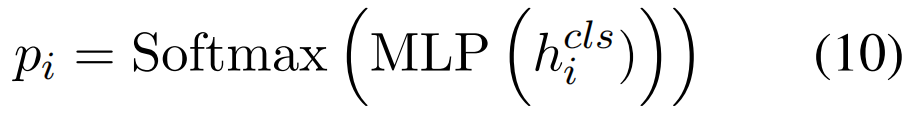 p_i = Softmax ( MLP ( h_i^{cls} ) ) ) (10)